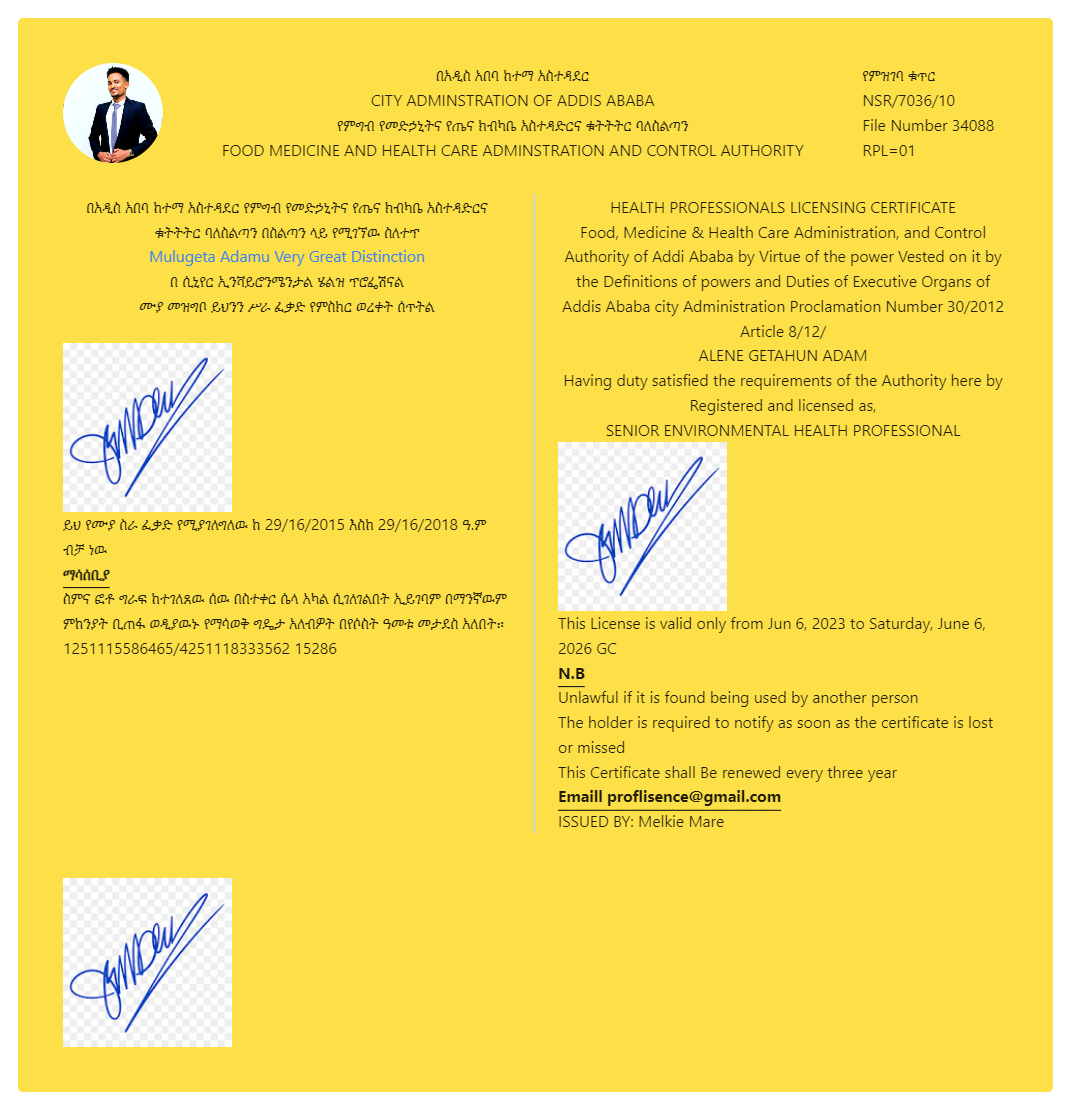 በአዲስ አበባ ከተማ አስተዳደር
CITY ADMINSTRATION OF ADDIS ABABA
የምግብ የመድኃኒትና የጤና ክብካቤ አስተዳድርና ቁትትትር ባለስልጣን
FOOD MEDICINE AND HEALTH CARE ADMINSTRATION AND CONTROL AUTHORITY
የምዝገባ ቁጥር
NSR/7036/10
File Number 34088
RPL=01
በአዲስ አበባ ከተማ አስተዳደር የምግብ የመድኃኒትና የጤና ክብካቤ አስተዳድርና
ቁትትትር ባለስልጣን በስልጣን ላይ የሚገኘዉ ስለተጥ
Mulugeta Adamu Very Great Distinction
በ ሲኒየር ኢንቫይሮንሜንታል ሄልዝ ፕሮፌሽናል
ሙያ መዝግቦ ይህንን ሥራ ፈቃድ የምስክር ወረቀት ሰጥትል
ይህ የሙያ ስራ ፈቃድ የሚያገለግለዉ ከ 29/16/2015 እስከ 29/16/2018 ዓ.ም
ብቻ ነዉ
ማሳሰቢያ
ስምና ፎቶ ግራፍ ከተገለጸዉ ሰዉ በስተቀር ሴላ አካል ሲገለገልበት ኢይገባም በማንኛዉም
ምክንያት ቢጠፋ ወዲያዉኑ የማሳወቅ ግዴታ አለብዎት በየሶስት ዓመቱ መታደስ አለበት።
1251115586465/4251118333562 15286
HEALTH PROFESSIONALS LICENSING CERTIFICATE
Food, Medicine & Health Care Administration, and Control
Authority of Addi Ababa by Virtue of the power Vested on it by
the Definitions of powers and Duties of Executive Organs of
Addis Ababa city Administration Proclamation Number 30/2012
Article 8/12/
ALENE GETAHUN ADAM
Having duty satisfied the requirements of the Authority here by
Registered and licensed as,
SENIOR ENVIRONMENTAL HEALTH PROFESSIONAL
This License is valid only from Jun 6, 2023 to Saturday, June 6,
2026 GC
N.B
Unlawful if it is found being used by another person
The holder is required to notify as soon as the certificate is lost
or missed
This Certificate shall Be renewed every three year
Emaill proflisence@gmail.com
ISSUED BY: Melkie Mare